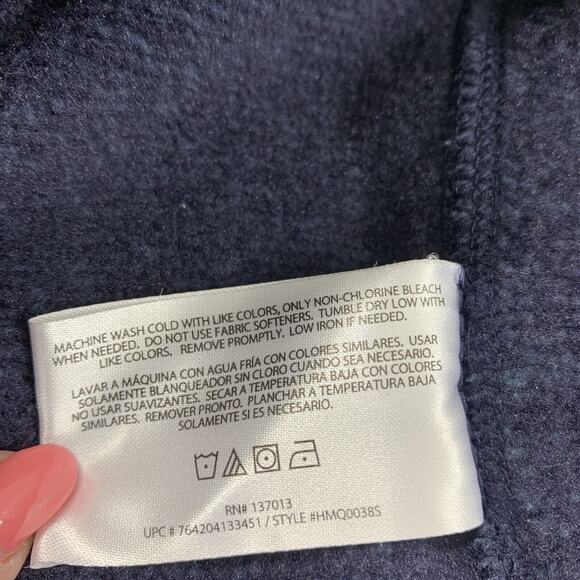 MACHINE WASH COLD WITH LIKE COLORS, ONLY NON-CHLORINE BLEACH
WHEN NEEDED. DO NOT USE FABRIC SOFTENERS. TUMBLE DRY LOW WITH
LIKE COLORS. REMOVE PROMPTLY. LOW IRON IF NEEDED.
LAVAR A MÁQUINA CON AGUA FRÍA CON COLORES SIMILARES. USAR
SOLAMENTE BLANQUEADOR SIN CLORO CUANDO SEA NECESARIO.
NO USAR SUAVIZANTES. SECAR A TEMPERATURA BAJA CON COLORES
SIMILARES. REMOVER PRONTO. PLANCHAR A TEMPERATURA BAJA
SOLAMENTE SI ES NECESARIO.
RN# 137013
UPC # 764204133451 / STYLE #HMQ0038S